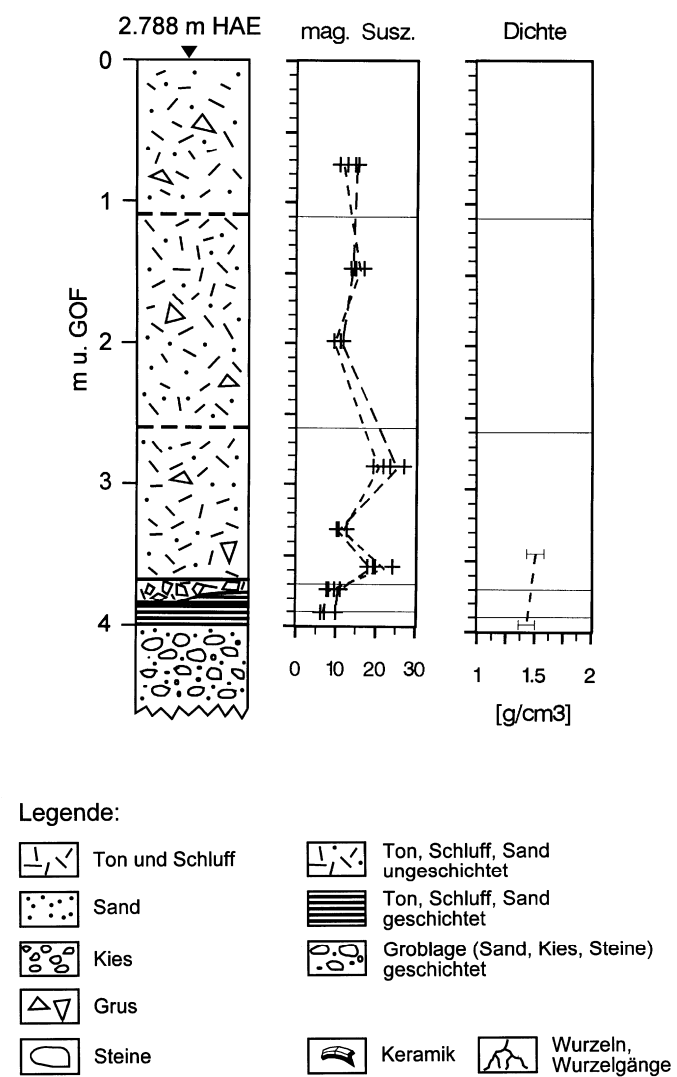 2.788 m HAE
mag. Susz.
Dichte
m u. GOF
0
1
2
3
4
0 10 20 30
1 1.5 2
[g/cm3]
Legende:
Ton und Schluff
Sand
Kies
Grus
Steine
Ton, Schluff, Sand
ungeschichtet
Ton, Schluff, Sand
geschichtet
Groblage (Sand, Kies, Steine)
geschichtet
Keramik
Wurzeln,
Wurzelgänge